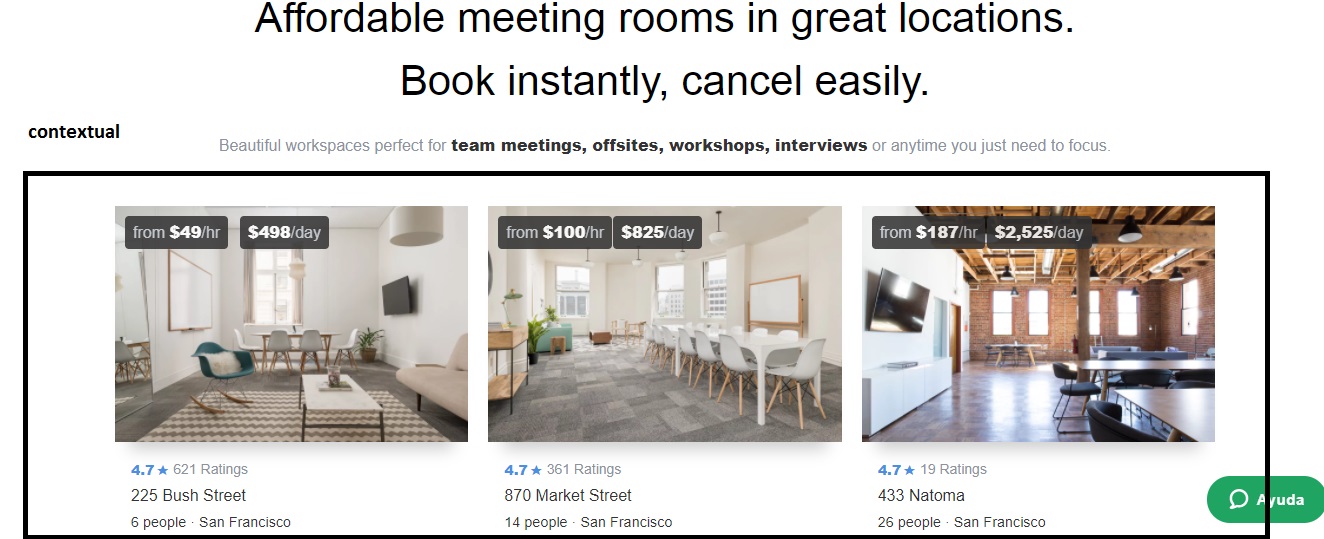 Affordable meeting rooms in great locations.
Book instantly, cancel easily.
contextual
Beautiful workspaces perfect for team meetings, offsites, workshops, interviews or anytime you just need to focus.
from $49/hr $498/day
from $100/hr $825/day
from $187/hr $2,525/day
4.7 ★ 621 Ratings
225 Bush Street
6 people · San Francisco
4.7 ★ 361 Ratings
870 Market Street
14 people · San Francisco
4.7 ★ 19 Ratings
433 Natoma
26 people · San Francisco
Ayuda